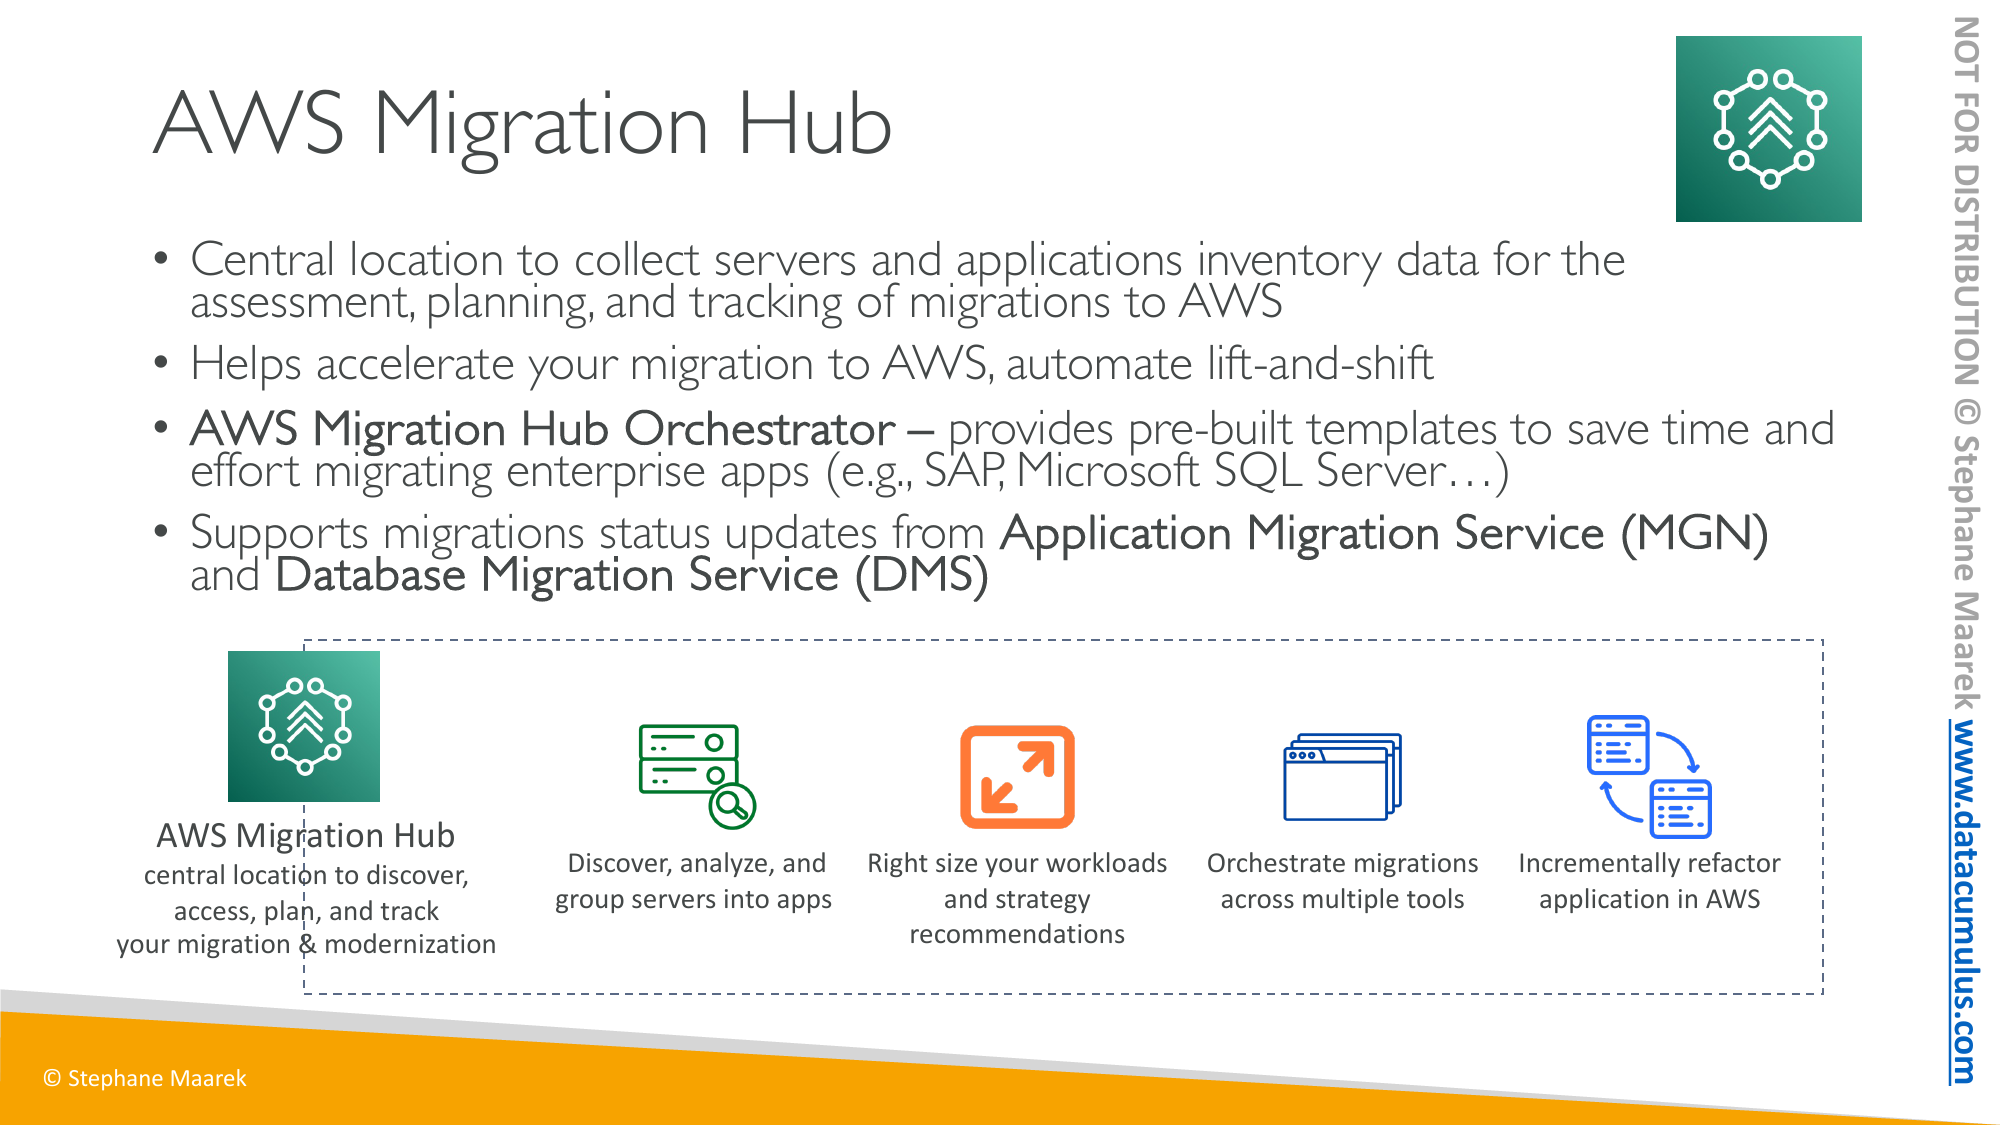 AWS Migration Hub
• Central location to collect servers and applications inventory data for the
assessment, planning, and tracking of migrations to AWS
• Helps accelerate your migration to AWS, automate lift-and-shift
• AWS Migration Hub Orchestrator – provides pre-built templates to save time and
effort migrating enterprise apps (e.g., SAP, Microsoft SQL Server…)
• Supports migrations status updates from Application Migration Service (MGN)
and Database Migration Service (DMS)
AWS Migration Hub
central location to discover,
access, plan, and track
your migration & modernization
Discover, analyze, and
group servers into apps
Right size your workloads
and strategy
recommendations
Orchestrate migrations
across multiple tools
Incrementally refactor
application in AWS
© Stephane Maarek
NOT FOR DISTRIBUTION © Stephane Maarek www.datacumulus.com